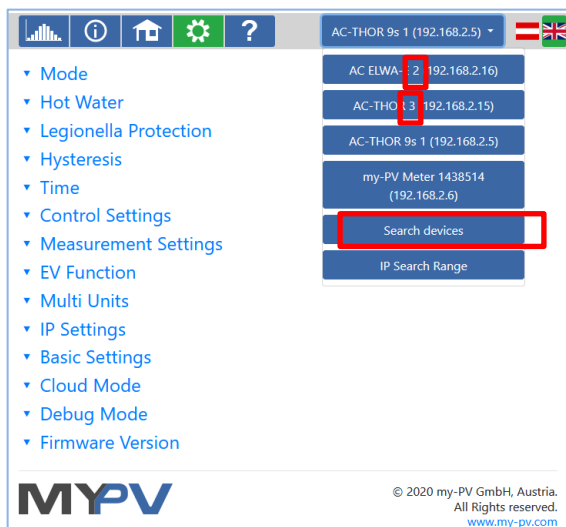 ?
AC-THOR 9s 1 (192.168.2.5)
Mode
Hot Water
Legionella Protection
Hysteresis
Time
Control Settings
Measurement Settings
EV Function
Multi Units
IP Settings
Basic Settings
Cloud Mode
Debug Mode
Firmware Version
AC ELWA-E 2 (192.168.2.16)
AC-THOR 3 (192.168.2.15)
AC-THOR 9s 1 (192.168.2.5)
my-PV Meter 1438514
(192.168.2.6)
Search devices
IP Search Range
MYPV
© 2020 my-PV GmbH, Austria.
All Rights reserved.
www.my-pv.com